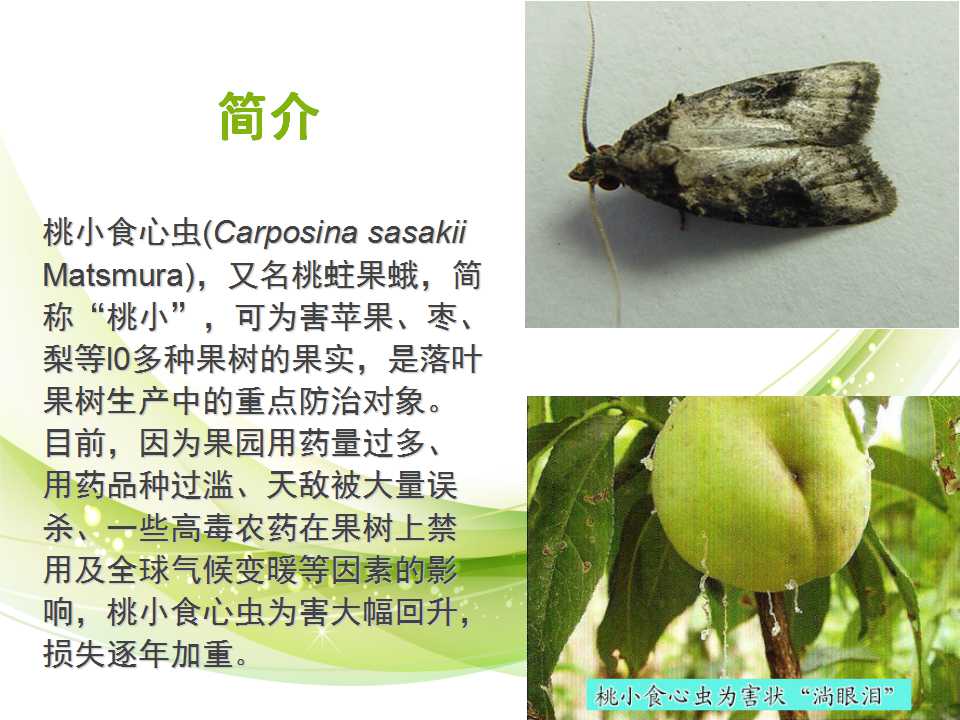 简介
桃小食心虫(Carposina sasakii
Matsmura)，又名桃蛀果蛾，简
称“桃小”，可为害苹果、枣、
梨等l0多种果树的果实，是落叶
果树生产中的重点防治对象。
目前，因为果园用药量过多、
用药品种过滥、天敌被大量误
杀、一些高毒农药在果树上禁
用及全球气候变暖等因素的影
响，桃小食心虫为害大幅回升，
损失逐年加重。
桃小食心虫为害状“淌眼泪”